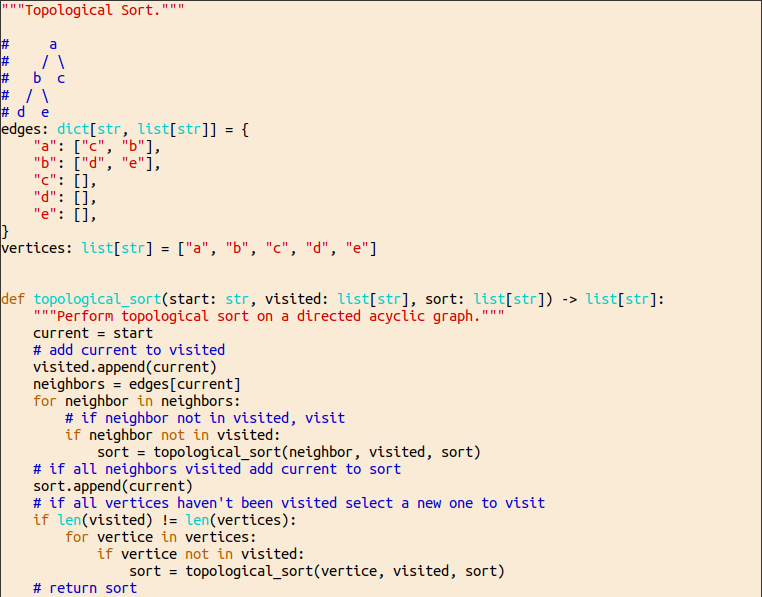 """Topological Sort."""
#     a
#    / \
#   b  c
#  / \
# d  e
edges: dict[str, list[str]] = {
    "a": ["c", "b"],
    "b": ["d", "e"],
    "c": [],
    "d": [],
    "e": [],
}
vertices: list[str] = ["a", "b", "c", "d", "e"]
def topological_sort(start: str, visited: list[str], sort: list[str]) -> list[str]:
    """Perform topological sort on a directed acyclic graph."""
    current = start
    # add current to visited
    visited.append(current)
    neighbors = edges[current]
    for neighbor in neighbors:
        # if neighbor not in visited, visit
        if neighbor not in visited:
            sort = topological_sort(neighbor, visited, sort)
    # if all neighbors visited add current to sort
    sort.append(current)
    # if all vertices haven't been visited select a new one to visit
    if len(visited) != len(vertices):
        for vertice in vertices:
            if vertice not in visited:
                sort = topological_sort(vertice, visited, sort)
    # return sort